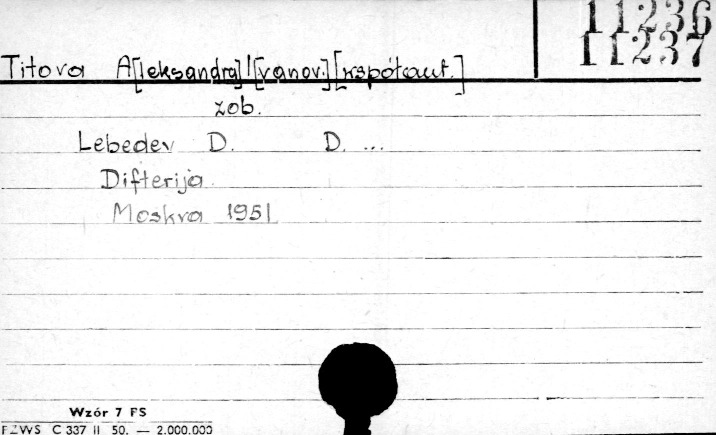 11236
11237
Titova A[leksandra] I[vanov.] [współaut.]
zob.
Lebedev D. D. ...
Difterija
Moskva 1951
Wzór 7 FS
PZWS C 337 II 50. — 2.000.000